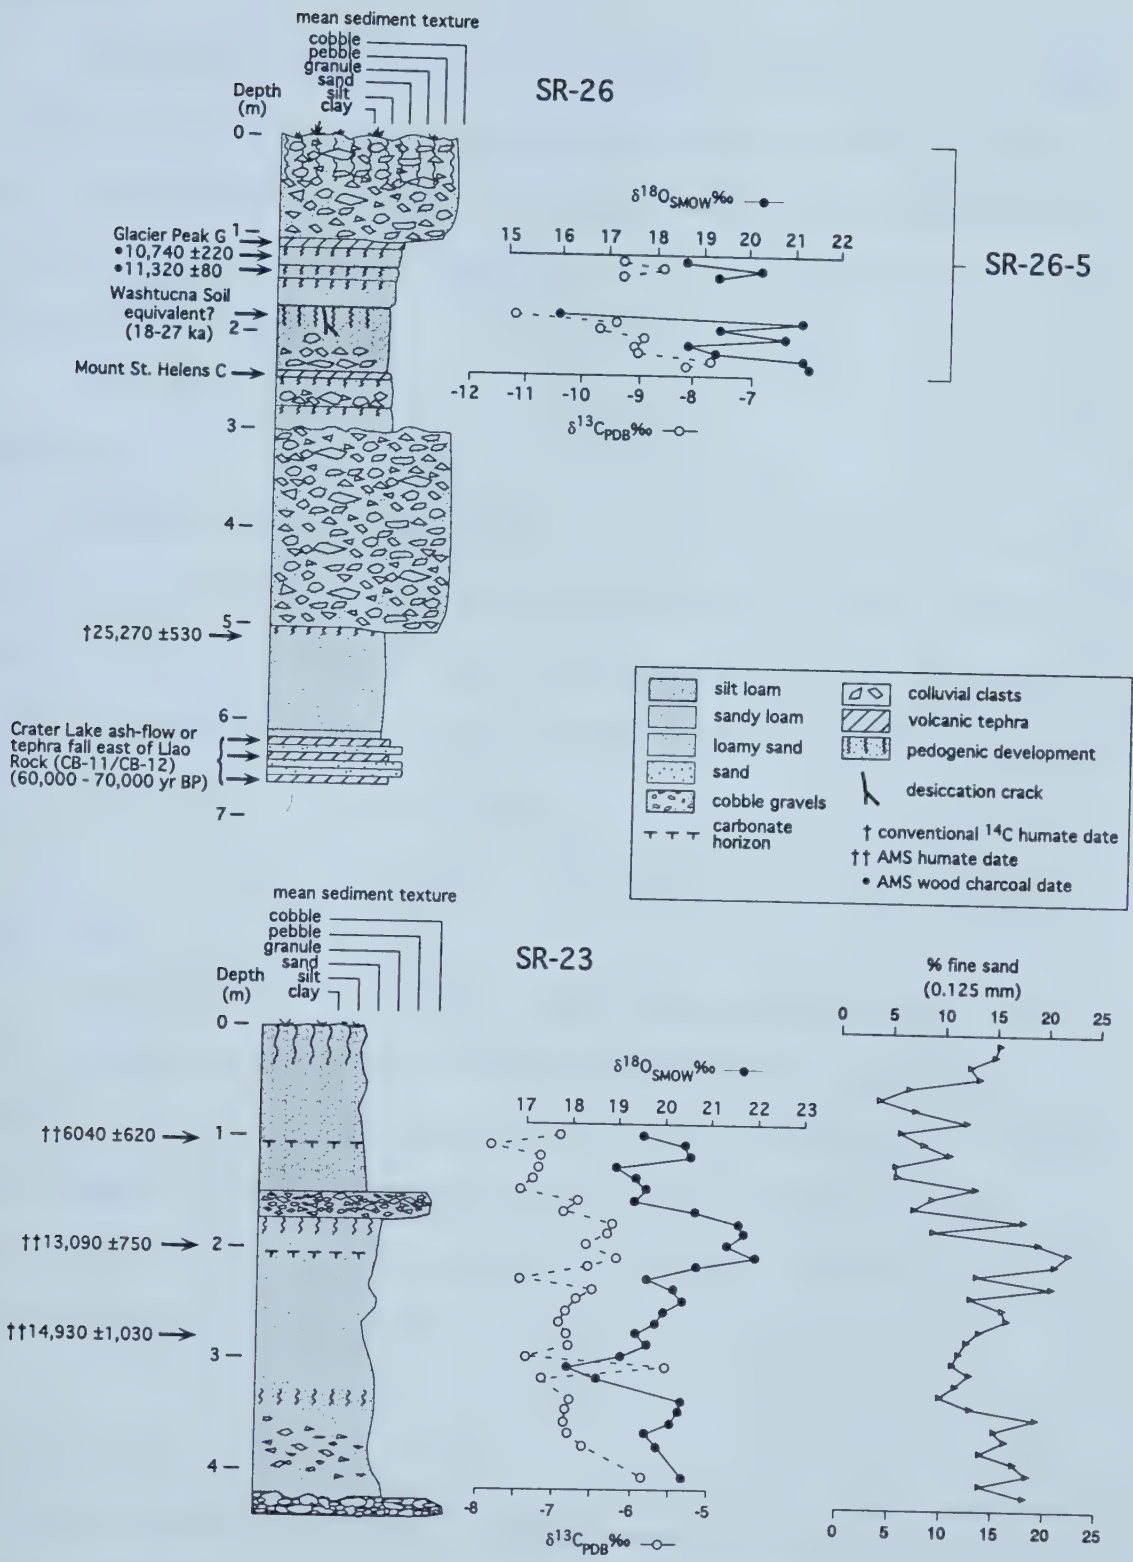 mean sediment texture
cobble
pebble
granule
sand
silt
clay
Depth
(m)
SR-26
0
1
2
3
4
5
6
7
Glacier Peak G
•10,740 ±220
•11,320 ±80
Washtucna Soil
equivalent?
(18-27 ka)
Mount St. Helens C
†25,270 ±530
Crater Lake ash-flow or
tephra fall east of Llao
Rock (CB-11/CB-12)
(60,000 - 70,000 yr BP)
δ18OSMOW‰
15 16 17 18 19 20 21 22
-12 -11 -10 -9 -8 -7
δ13CPDB‰
SR-26-5
silt loam
sandy loam
loamy sand
sand
cobble gravels
carbonate
horizon
colluvial clasts
volcanic tephra
pedogenic development
desiccation crack
† conventional 14C humate date
†† AMS humate date
• AMS wood charcoal date
mean sediment texture
cobble
pebble
granule
sand
silt
clay
Depth
(m)
SR-23
0
1
2
3
4
††6040 ±620
††13,090 ±750
††14,930 ±1,030
δ18OSMOW‰
17 18 19 20 21 22 23
-8 -7 -6 -5
δ13CPDB‰
% fine sand
(0.125 mm)
0 5 10 15 20 25
0 5 10 15 20 25